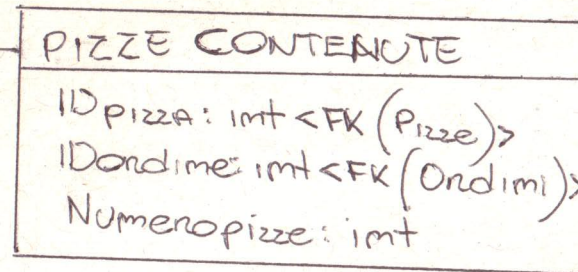 PIZZE CONTENUTE
IDpizza: int <FK(Pizze)>
IDordine: int <FK(Ordini)>
Numeropizze: int